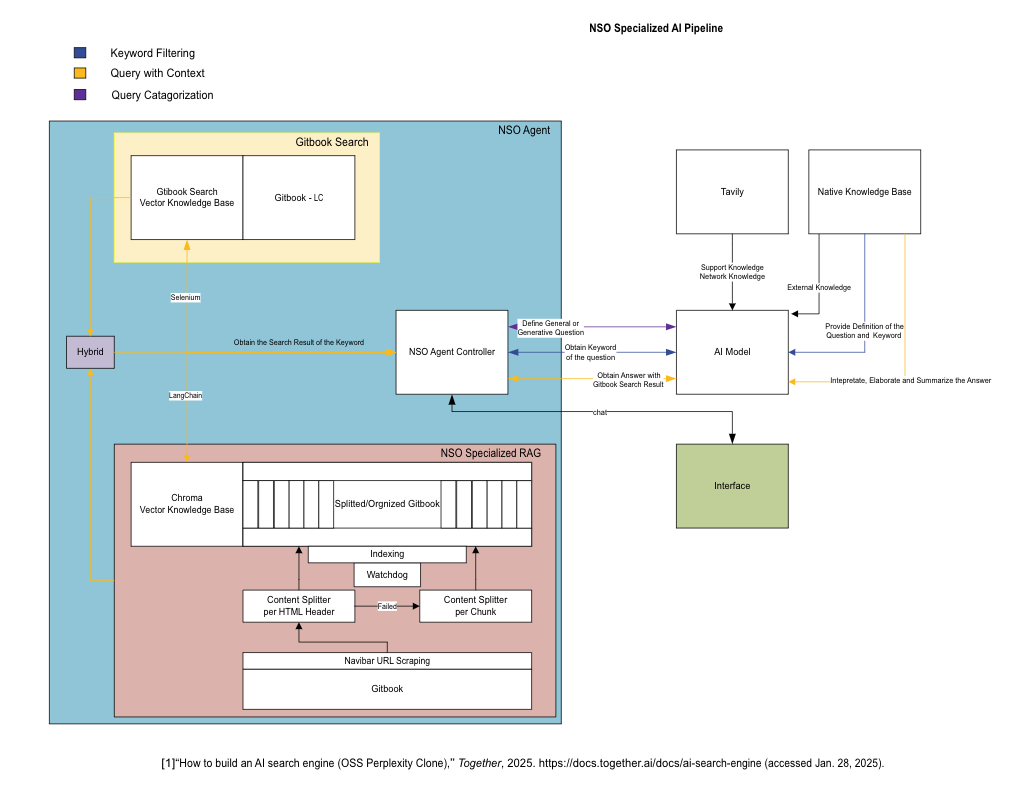 NSO Specialized AI Pipeline
Keyword Filtering
Query with Context
Query Catagorization
NSO Agent
Gitbook Search
Gtibook Search
Vector Knowledge Base
Gitbook - LC
Tavily
Native Knowledge Base
Support Knowledge
Network Knowledge
External Knowledge
Selenium
Define General or
Generative Question
Provide Definition of the
Question and Keyword
Hybrid
Obtain the Search Result of the Keyword
NSO Agent Controller
Obtain Keyword
of the question
AI Model
Obtain Answer with
Gitbook Search Result
Intepretate, Elaborate and Summarize the Answer
LangChain
chat
NSO Specialized RAG
Chroma
Vector Knowledge Base
Splitted/Orgnized Gitbook
Interface
Indexing
Watchdog
Content Splitter
per HTML Header
Failed
Content Splitter
per Chunk
Navibar URL Scraping
Gitbook
[1]“How to build an AI search engine (OSS Perplexity Clone),” Together, 2025. https://docs.together.ai/docs/ai-search-engine (accessed Jan. 28, 2025).